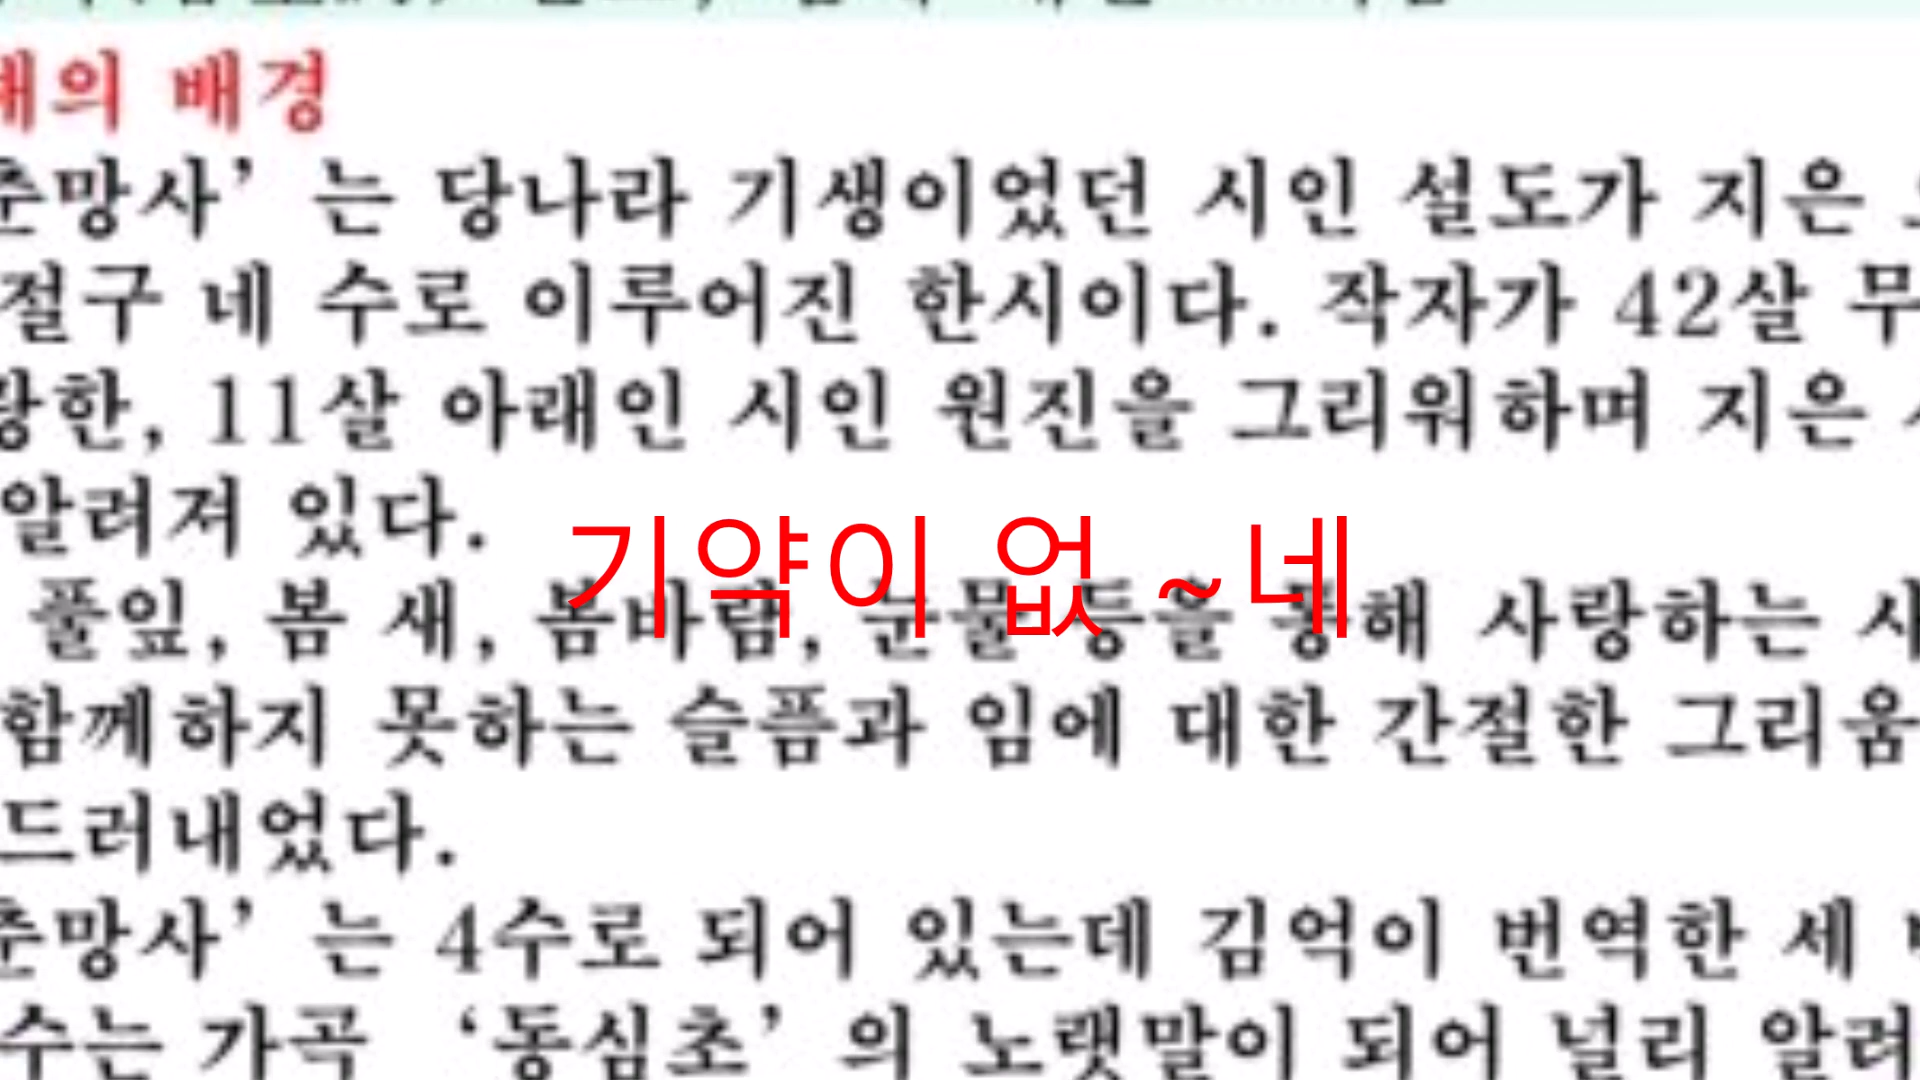 의 배경
춘망사’ 는 당나라 기생이었던 시인 설도가 지은
절구 네 수로 이루어진 한시이다. 작자가 42살 무
랑한, 11살 아래인 시인 원진을 그리워하며 지은
알려져 있다.
기약이 없 ~네
풀잎, 봄 새, 봄바람, 눈물 등을 통해 사랑하는 사
함께하지 못하는 슬픔과 임에 대한 간절한 그리움
드러내었다.
춘망사’ 는 4수로 되어 있는데 김억이 번역한 세
수는 가곡 ‘동심초’ 의 노랫말이 되어 널리 알려